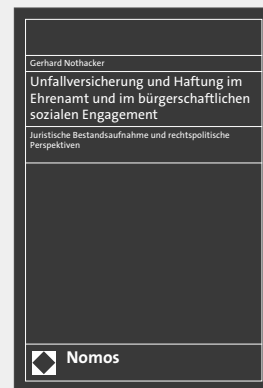 Gerhard Nothacker
Unfallversicherung und Haftung im
Ehrenamt und im bürgerschaftlichen
sozialen Engagement
Juristische Bestandsaufnahme und rechtspolitische
Perspektiven
Nomos